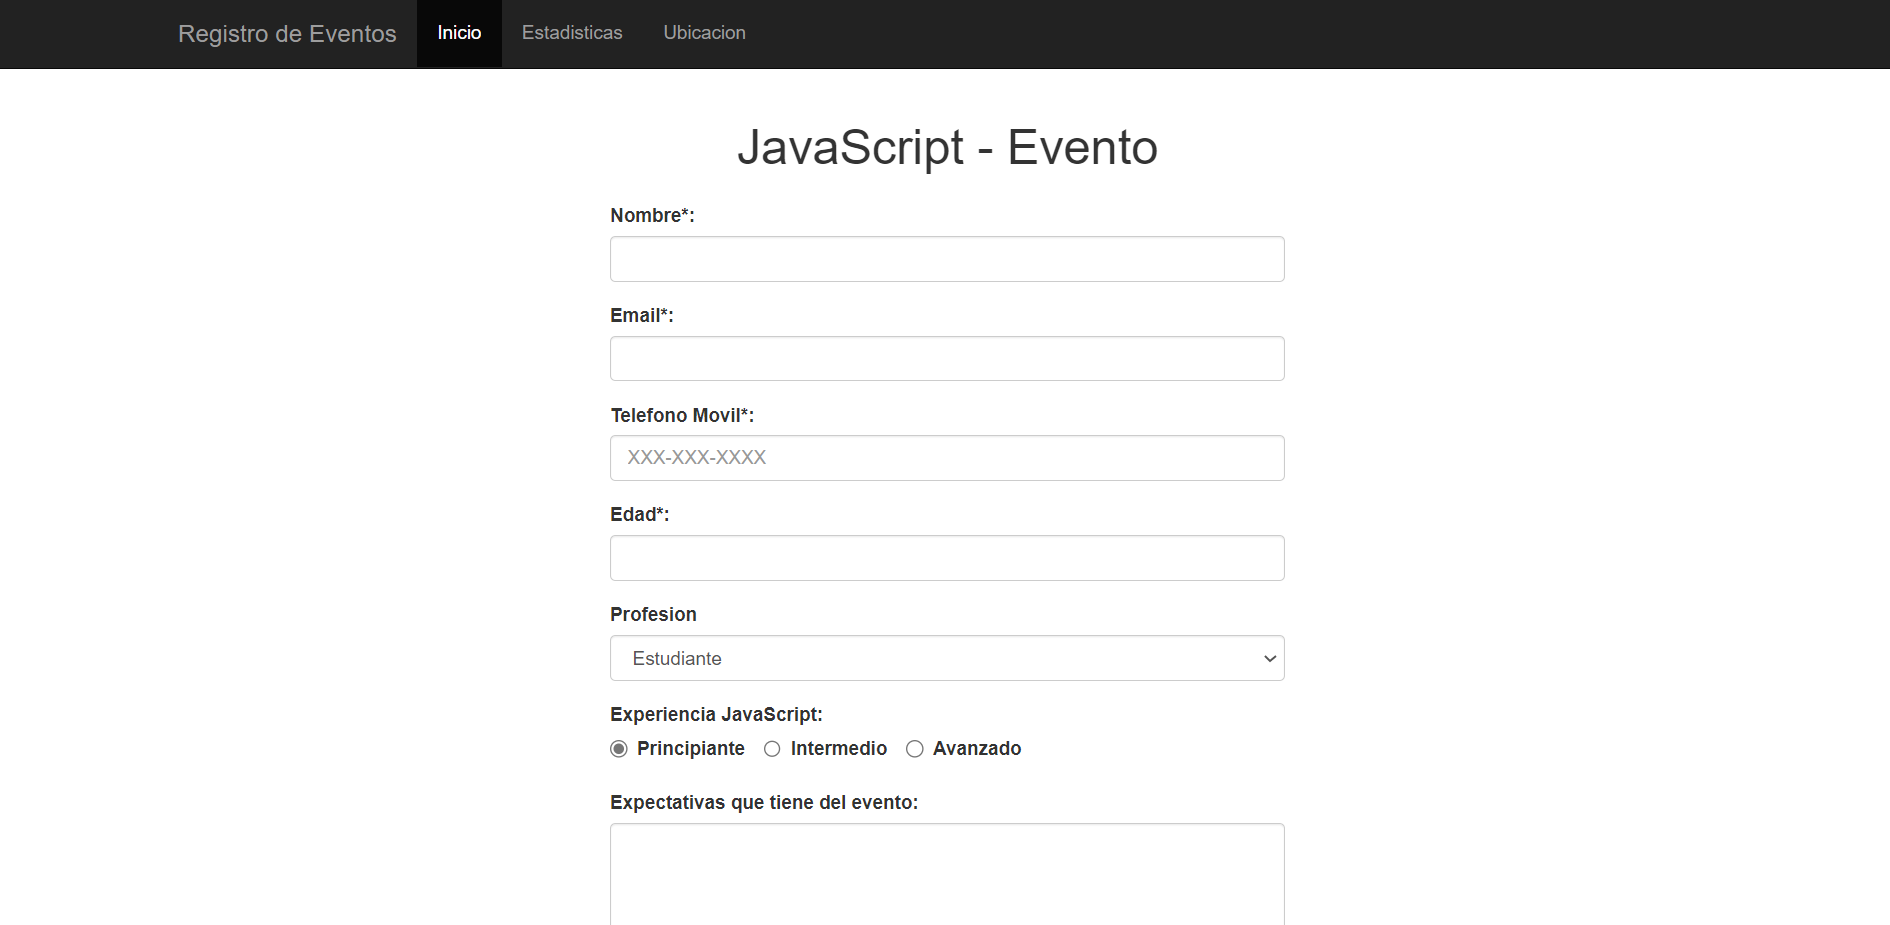 Registro de Eventos Inicio Estadisticas Ubicacion
JavaScript - Evento
Nombre*:
Email*:
Telefono Movil*:
XXX-XXX-XXXX
Edad*:
Profesion
Estudiante
Experiencia JavaScript:
Principiante Intermedio Avanzado
Expectativas que tiene del evento: